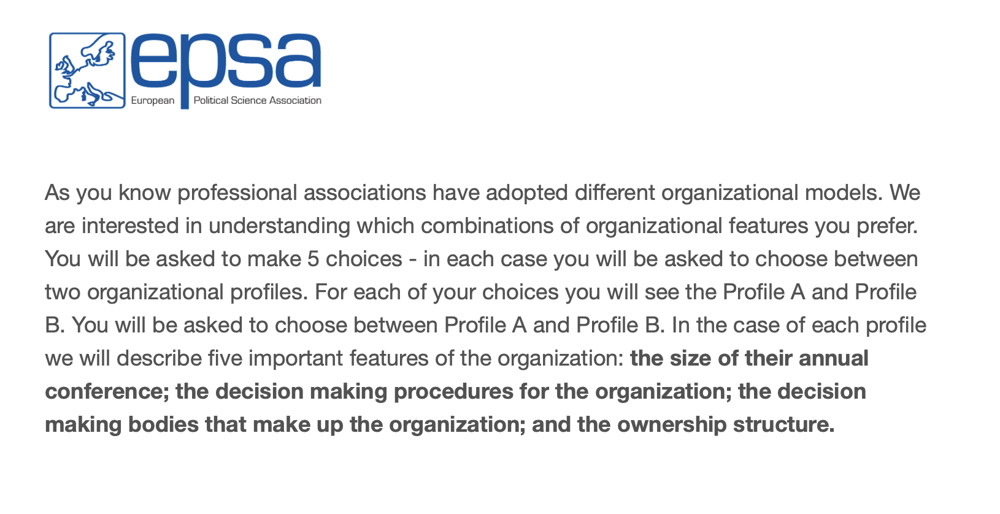 epsa
European Political Science Association
As you know professional associations have adopted different organizational models. We
are interested in understanding which combinations of organizational features you prefer.
You will be asked to make 5 choices - in each case you will be asked to choose between
two organizational profiles. For each of your choices you will see the Profile A and Profile
B. You will be asked to choose between Profile A and Profile B. In the case of each profile
we will describe five important features of the organization: the size of their annual
conference; the decision making procedures for the organization; the decision
making bodies that make up the organization; and the ownership structure.